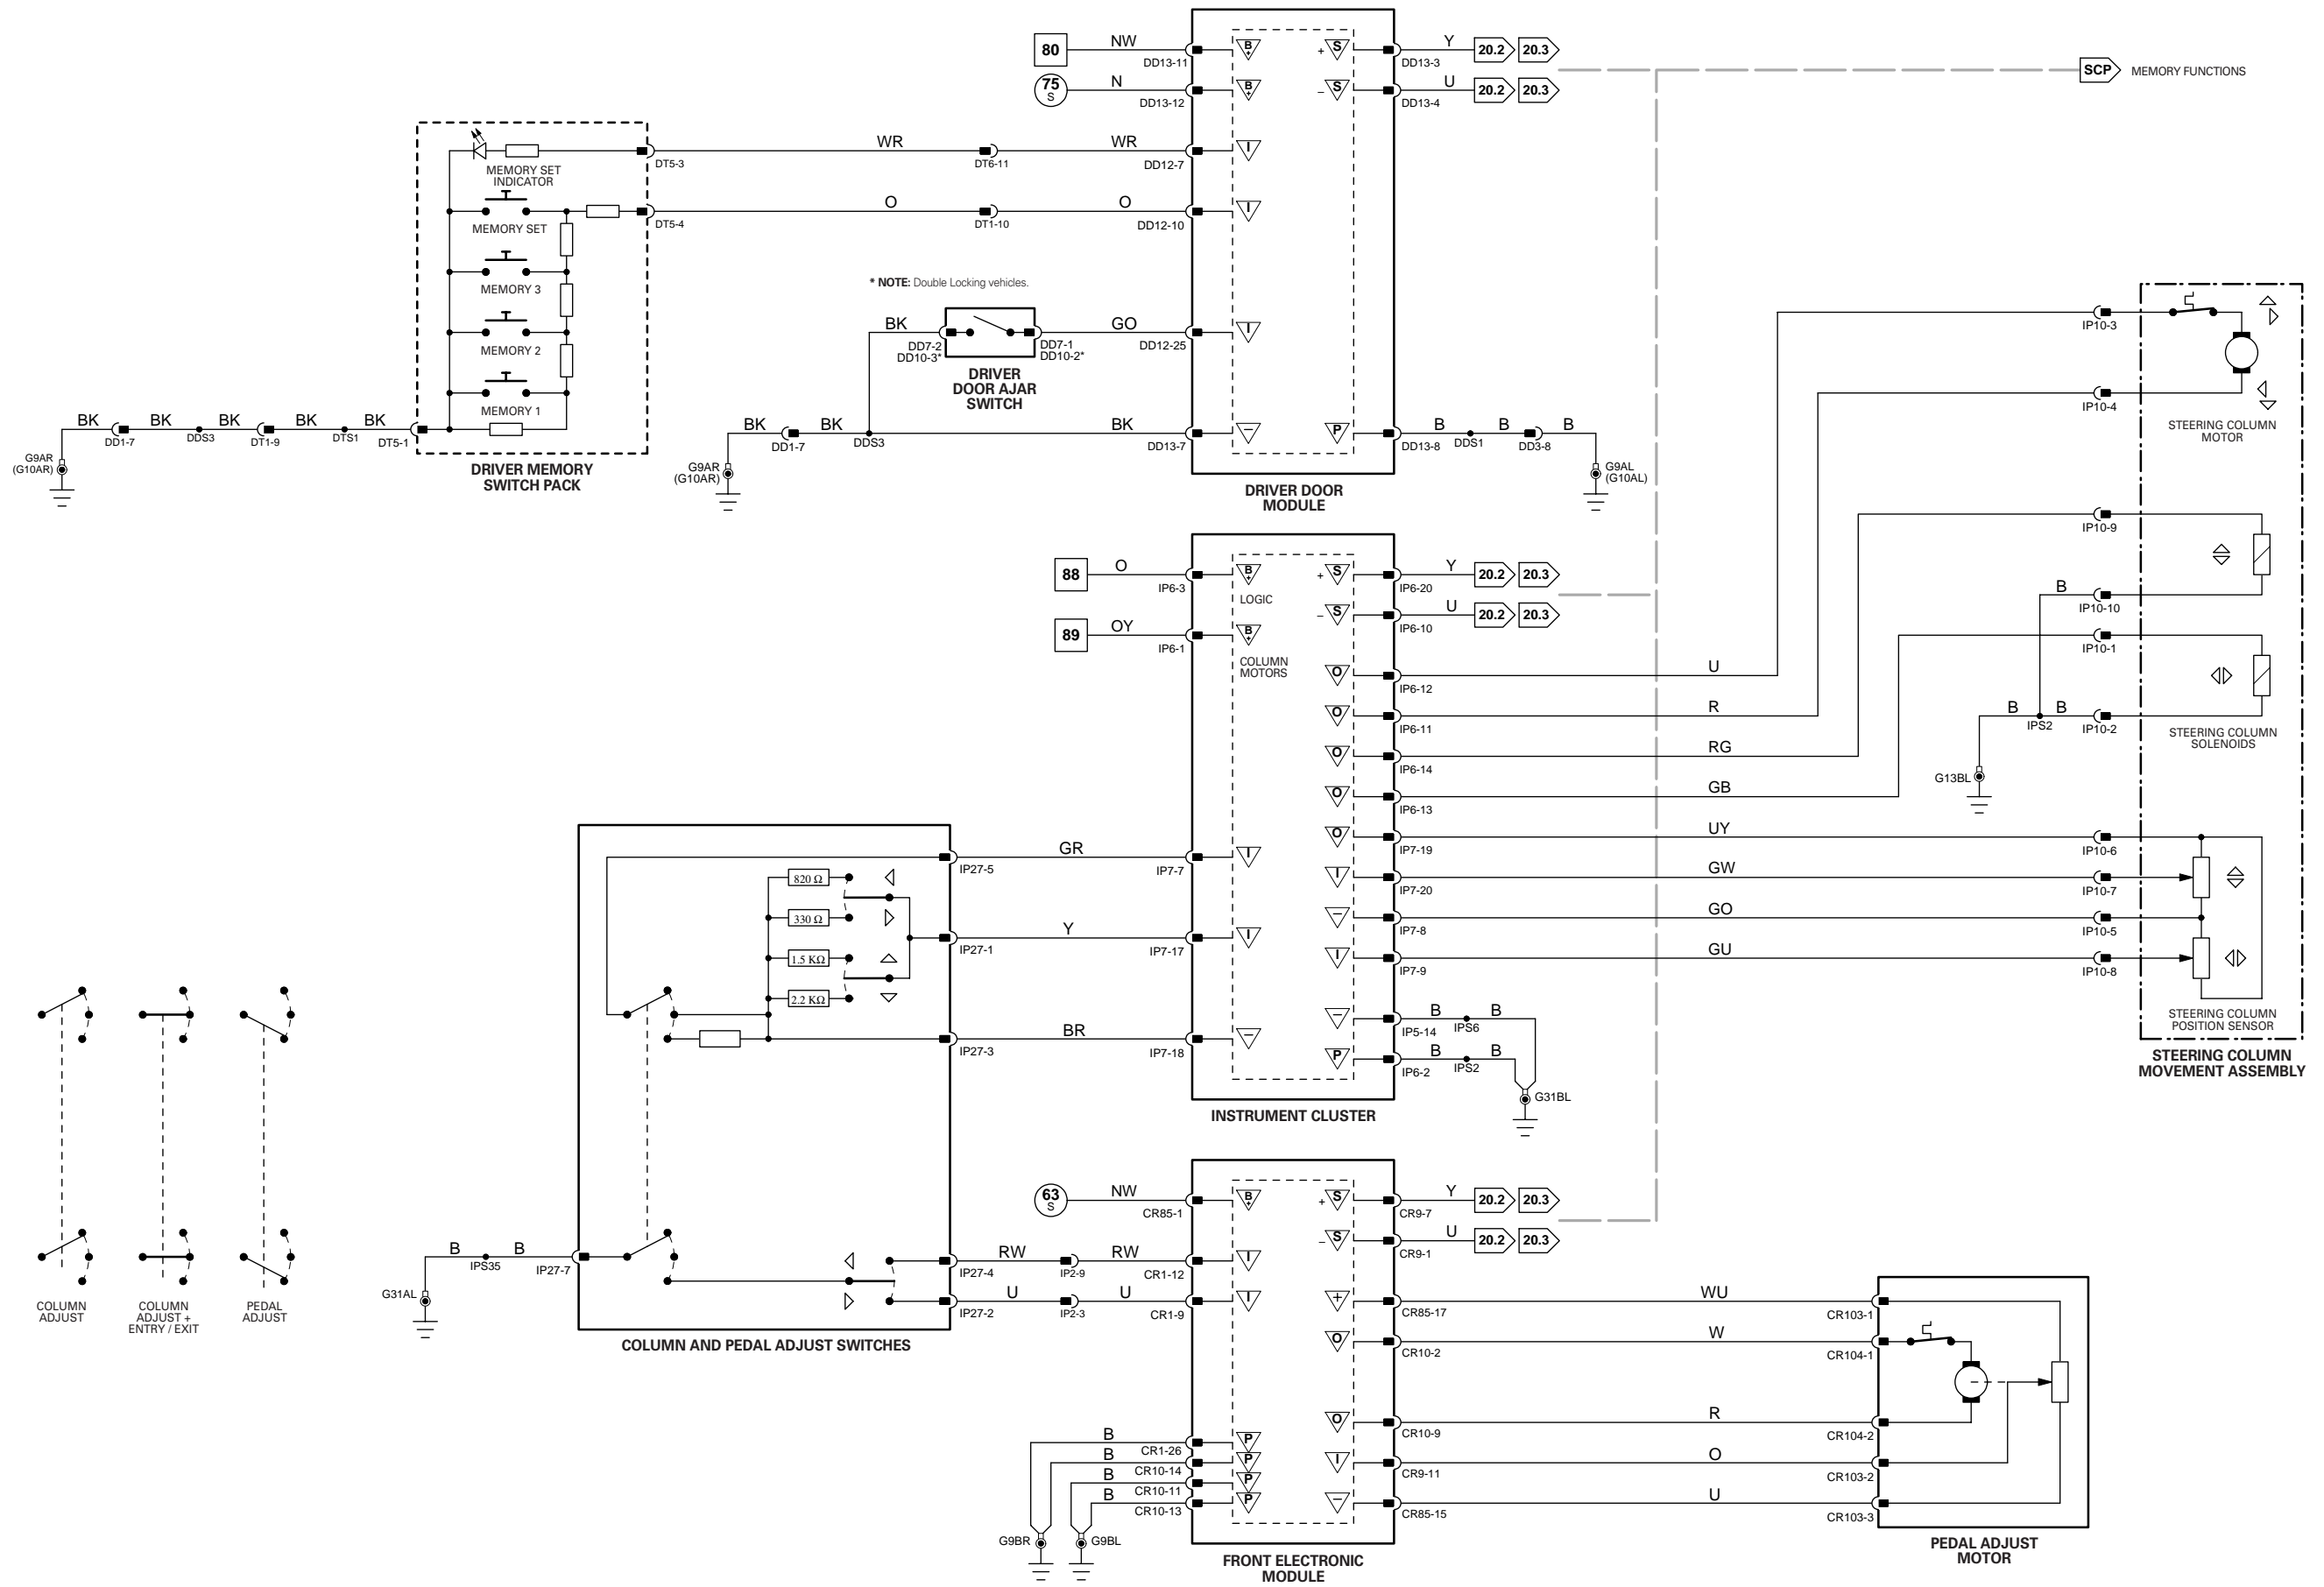 80
NW
DD13-11
B
+
+
S
DD13-3
Y
20.2
20.3
75
S
N
DD13-12
B
+
–
S
DD13-4
U
20.2
20.3
SCP
MEMORY FUNCTIONS
MEMORY SET
INDICATOR
DT5-3
WR
DT6-11
WR
DD12-7
I
MEMORY SET
DT5-4
O
DT1-10
O
DD12-10
I
MEMORY 3
MEMORY 2
MEMORY 1
* NOTE: Double Locking vehicles.
BK
DD7-2
DD10-3*
DD7-1
DD10-2*
GO
DD12-25
I
DRIVER
DOOR AJAR
SWITCH
BK
DD1-7
BK
DDS3
BK
DT1-9
BK
DTS1
BK
DT5-1
G9AR
(G10AR)
DRIVER MEMORY
SWITCH PACK
BK
DD1-7
BK
DDS3
BK
DD13-7
–
G9AR
(G10AR)
P
DD13-8
B
DDS1
B
DD3-8
B
G9AL
(G10AL)
DRIVER DOOR
MODULE
IP10-3
IP10-4
STEERING COLUMN
MOTOR
IP10-9
B
IP10-10
IP10-1
B
IPS2
B
IP10-2
STEERING COLUMN
SOLENOIDS
G13BL
88
O
IP6-3
B
+
LOGIC
+
S
IP6-20
Y
20.2
20.3
–
S
IP6-10
U
20.2
20.3
89
OY
IP6-1
B
+
COLUMN
MOTORS
O
IP6-12
U
O
IP6-11
R
O
IP6-14
RG
O
IP6-13
GB
O
IP7-19
UY
IP10-6
I
IP7-20
GW
IP10-7
–
IP7-8
GO
IP10-5
I
IP7-9
GU
IP10-8
STEERING COLUMN
POSITION SENSOR
STEERING COLUMN
MOVEMENT ASSEMBLY
–
IP5-14
B
IPS6
B
P
IP6-2
B
IPS2
B
G31BL
INSTRUMENT CLUSTER
IP27-5
GR
IP7-7
I
820 Ω
330 Ω
IP27-1
Y
IP7-17
I
1.5 KΩ
2.2 KΩ
IP27-3
BR
IP7-18
–
COLUMN
ADJUST
COLUMN
ADJUST +
ENTRY / EXIT
PEDAL
ADJUST
B
IPS35
B
IP27-7
G31AL
IP27-4
RW
IP2-9
RW
CR1-12
I
IP27-2
U
IP2-3
U
CR1-9
I
COLUMN AND PEDAL ADJUST SWITCHES
63
S
NW
CR85-1
B
+
+
S
CR9-7
Y
20.2
20.3
–
S
CR9-1
U
20.2
20.3
+
CR85-17
WU
CR103-1
O
CR10-2
W
CR104-1
O
CR10-9
R
CR104-2
I
CR9-11
O
CR103-2
–
CR85-15
U
CR103-3
B
CR1-26
P
B
CR10-14
P
B
CR10-11
P
B
CR10-13
P
G9BR
G9BL
FRONT ELECTRONIC
MODULE
PEDAL ADJUST
MOTOR